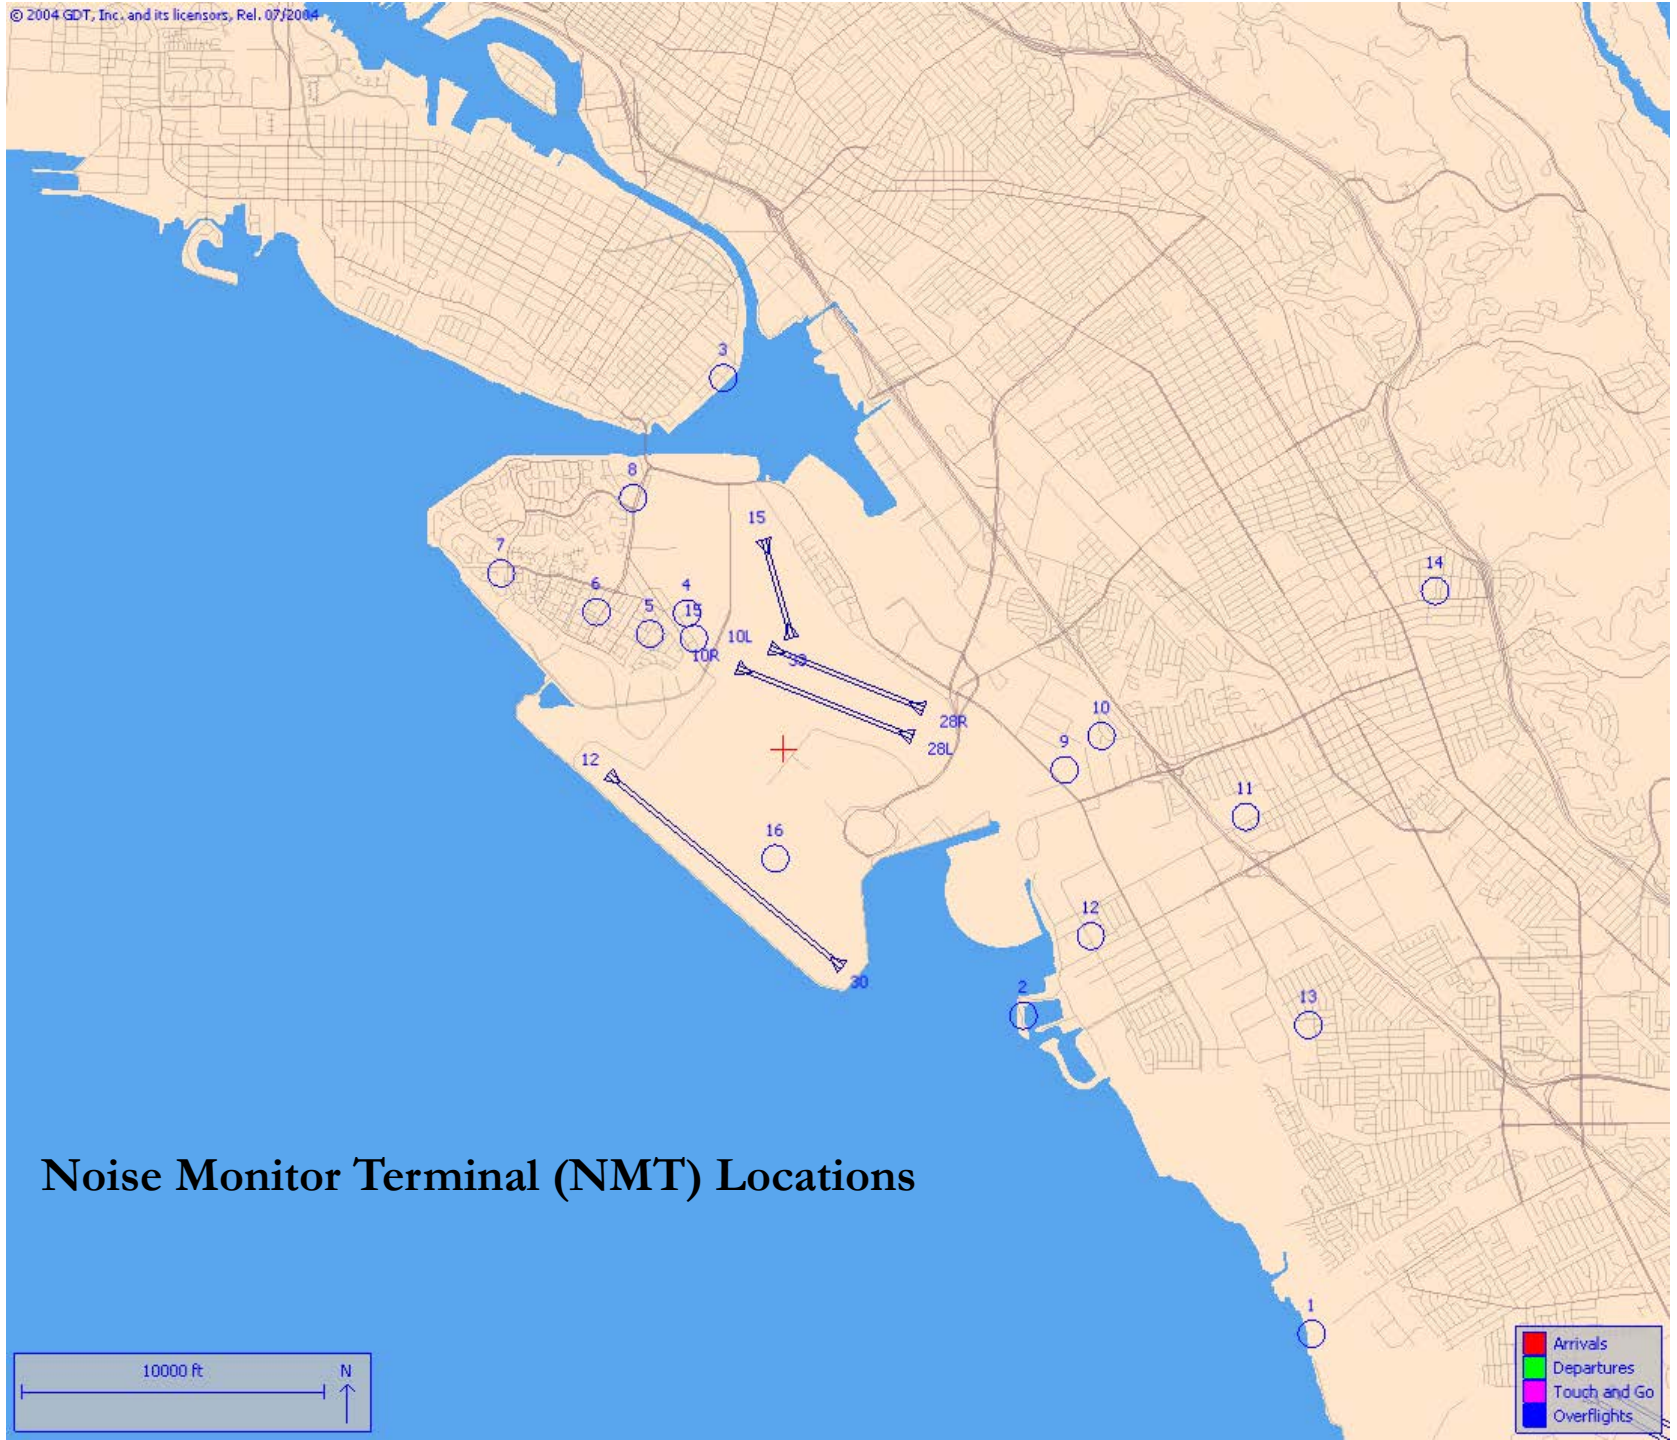 © 2004 GDT, Inc. and its licensors, Rel. 07/2004
3
8
15
7
14
6
5
4
15
10L
10R
33
10
28R
9
28L
12
11
16
12
30
2
13
Noise Monitor Terminal (NMT) Locations
1
10000 ft
N
Arrivals
Departures
Touch and Go
Overflights